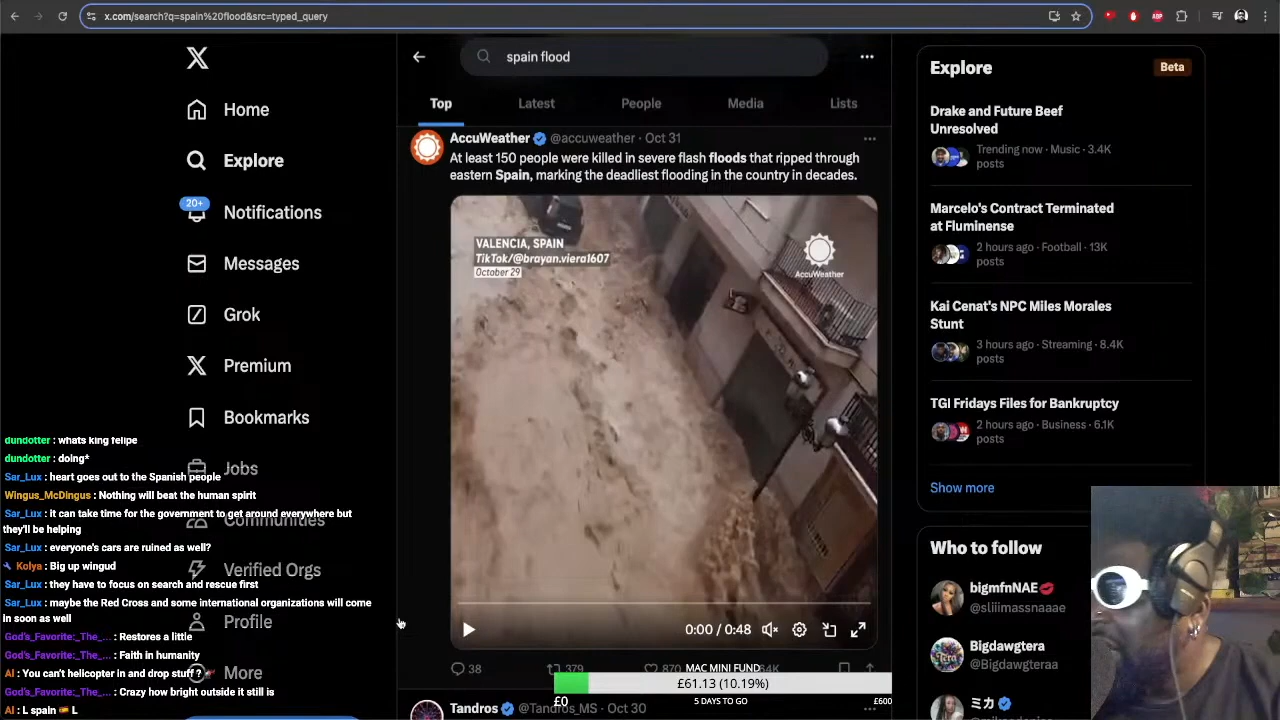 x.com/search?q=spain%20flood&src=typed_query
ABP
Home
Explore
20+
Notifications
Messages
Grok
Premium
Bookmarks
Jobs
Communities
Verified Orgs
Profile
More
dundotter : whats king felipe
dundotter : doing*
Sar_Lux : heart goes out to the Spanish people
Wingus_McDingus : Nothing will beat the human spirit
Sar_Lux : it can take time for the government to get around everywhere but
they'll be helping
Sar_Lux : everyone's cars are ruined as well?
Kolya : Big up wingud
Sar_Lux : they have to focus on search and rescue first
Sar_Lux : maybe the Red Cross and some international organizations will come
in soon as well
God's_Favorite:_The_... : Restores a little
God's_Favorite:_The_... : Faith in humanity
Al : You can't helicopter in and drop stuff ?
God's_Favorite:_The_... : Crazy how bright outside it still is
Al : L spain 🇪🇸 L
spain flood
Top
Latest
People
Media
Lists
AccuWeather @accuweather · Oct 31
At least 150 people were killed in severe flash floods that ripped through
eastern Spain, marking the deadliest flooding in the country in decades.
VALENCIA, SPAIN
TikTok/@brayan.viera1607
October 29
AccuWeather
0:00 / 0:48
38
379
870
64K
MAC MINI FUND
£61.13 (10.19%)
£0
5 DAYS TO GO
£600
Tandros @Tandros_MS · Oct 30
Explore
Beta
Drake and Future Beef
Unresolved
Trending now · Music · 3.4K
posts
Marcelo's Contract Terminated
at Fluminense
2 hours ago · Football · 13K
posts
Kai Cenat's NPC Miles Morales
Stunt
3 hours ago · Streaming · 8.4K
posts
TGI Fridays Files for Bankruptcy
2 hours ago · Business · 6.1K
posts
Show more
Who to follow
bigmfnNAE💋
@sliiimassnaaae
Bigdawgtera
@Bigdawgteraa
ミカ